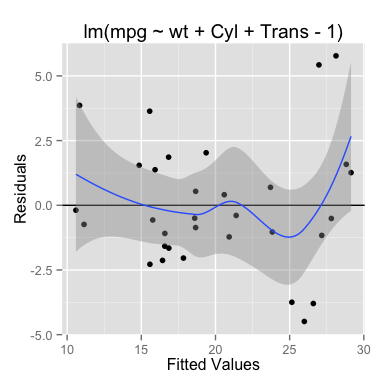 lm(mpg ~ wt + Cyl + Trans - 1)
5.0
2.5
0.0
-2.5
-5.0
Residuals
10 15 20 25 30
Fitted Values